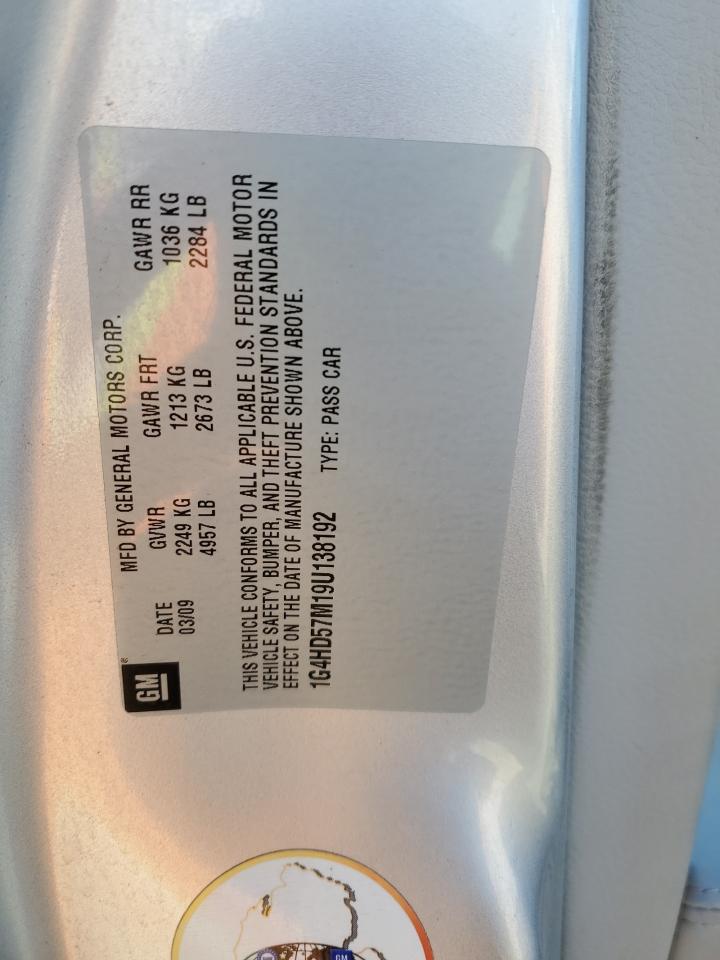 GM
MFD BY GENERAL MOTORS CORP.
DATE GVWR GAWR FRT GAWR RR
03/09 2249 KG 1213 KG 1036 KG
4957 LB 2673 LB 2284 LB
THIS VEHICLE CONFORMS TO ALL APPLICABLE U.S. FEDERAL MOTOR
VEHICLE SAFETY, BUMPER, AND THEFT PREVENTION STANDARDS IN
EFFECT ON THE DATE OF MANUFACTURE SHOWN ABOVE.
1G4HD57M19U138192 TYPE: PASS CAR
GM